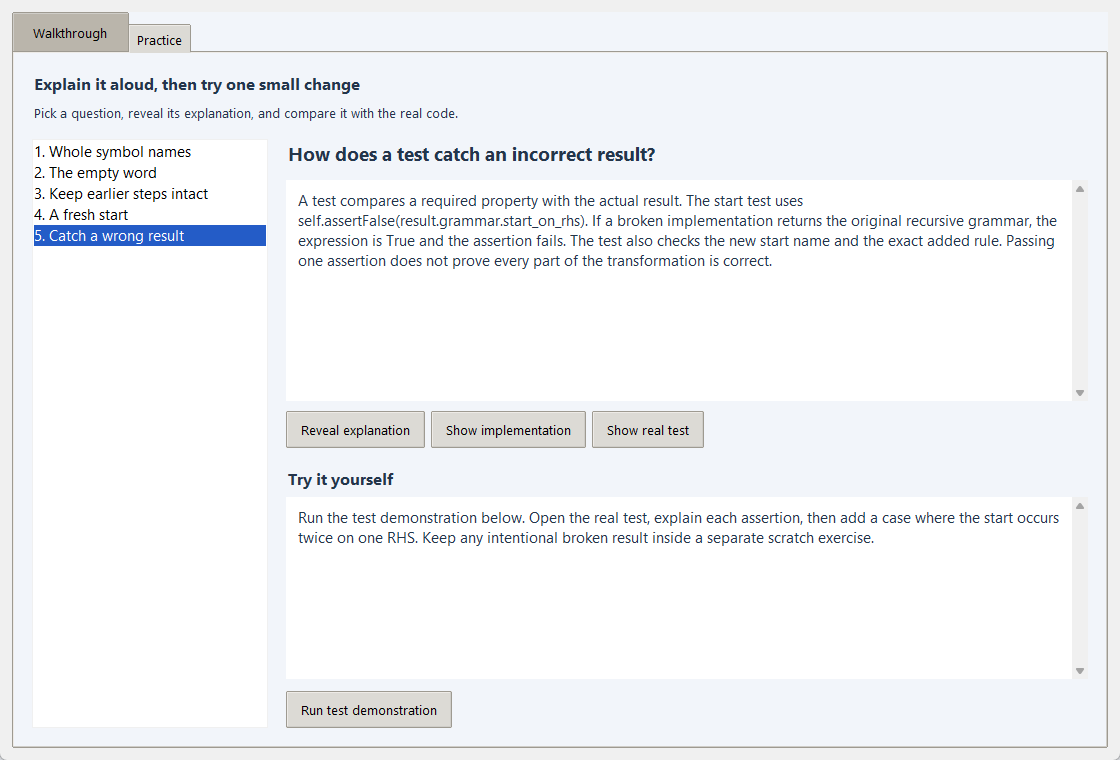 Walkthrough
Practice
Explain it aloud, then try one small change
Pick a question, reveal its explanation, and compare it with the real code.
1. Whole symbol names
2. The empty word
3. Keep earlier steps intact
4. A fresh start
5. Catch a wrong result
How does a test catch an incorrect result?
A test compares a required property with the actual result. The start test uses
self.assertFalse(result.grammar.start_on_rhs). If a broken implementation returns the original recursive grammar, the
expression is True and the assertion fails. The test also checks the new start name and the exact added rule. Passing
one assertion does not prove every part of the transformation is correct.
Reveal explanation
Show implementation
Show real test
Try it yourself
Run the test demonstration below. Open the real test, explain each assertion, then add a case where the start occurs
twice on one RHS. Keep any intentional broken result inside a separate scratch exercise.
Run test demonstration